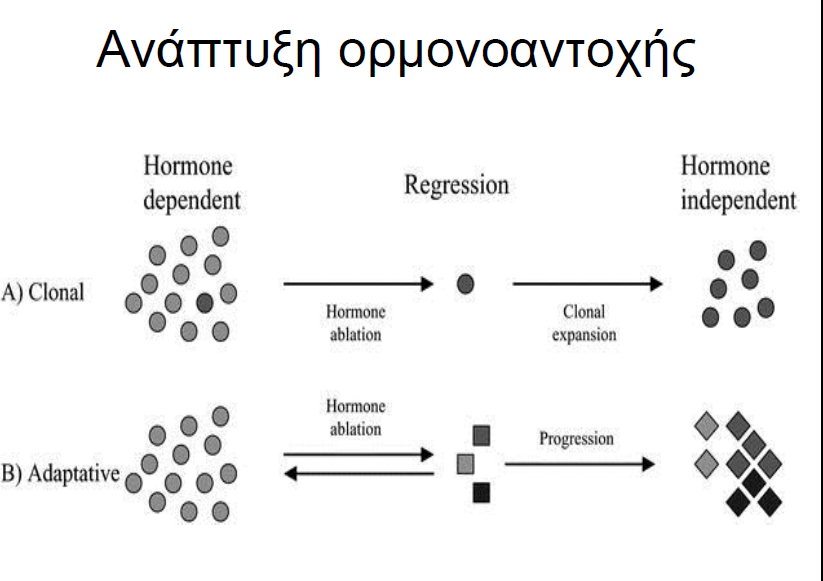 Ανάπτυξη ορμονοαντοχής
Hormone
dependent
Regression
Hormone
independent
A) Clonal
Hormone
ablation
Clonal
expansion
Hormone
ablation
Progression
B) Adaptative